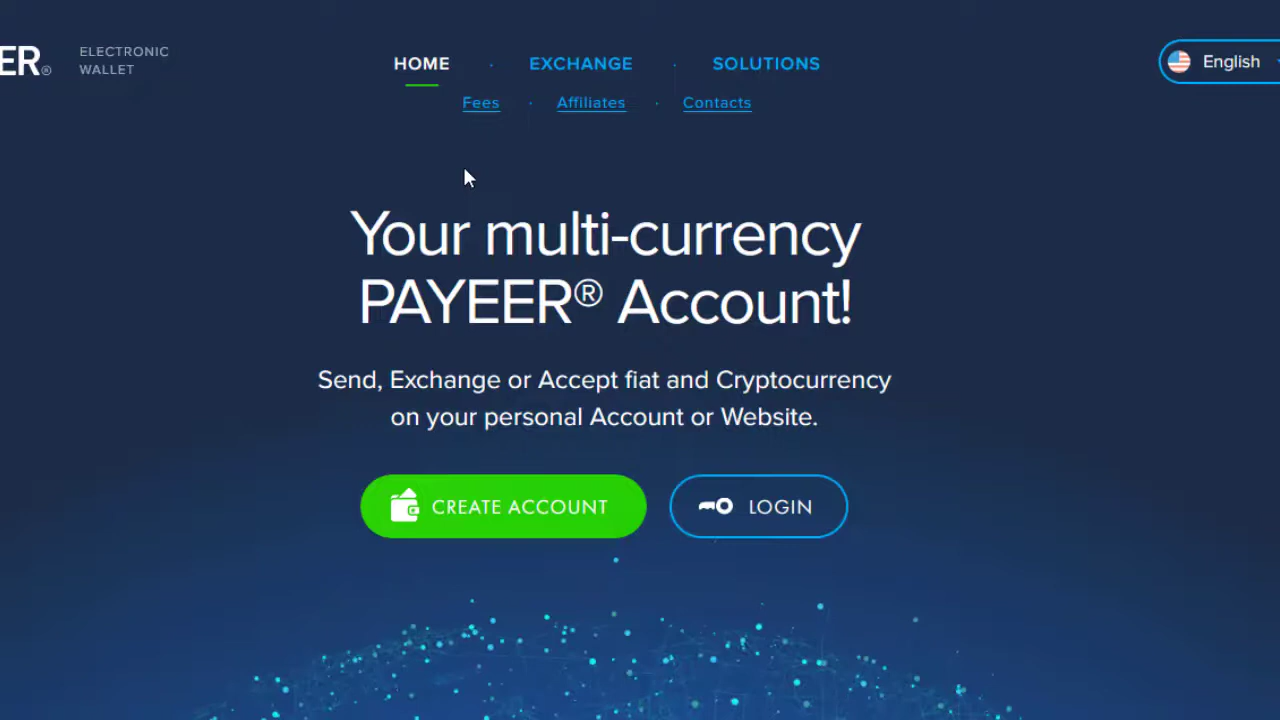 ER®
ELECTRONIC
WALLET
HOME · EXCHANGE · SOLUTIONS
English
Fees · Affiliates · Contacts
Your multi-currency
PAYEER® Account!
Send, Exchange or Accept fiat and Cryptocurrency
on your personal Account or Website.
CREATE ACCOUNT
LOGIN